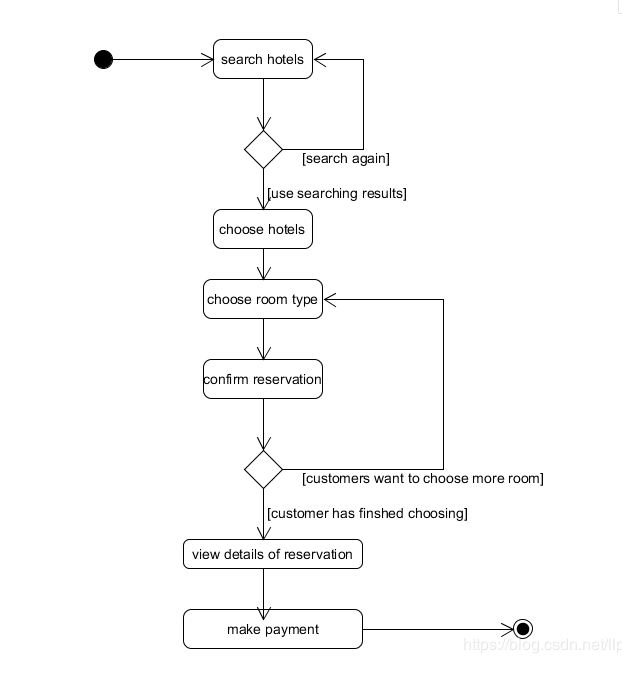 search hotels
[search again]
[use searching results]
choose hotels
choose room type
confirm reservation
[customers want to choose more room]
[customer has finshed choosing]
view details of reservation
make payment
https://blog.csdn.net/llp